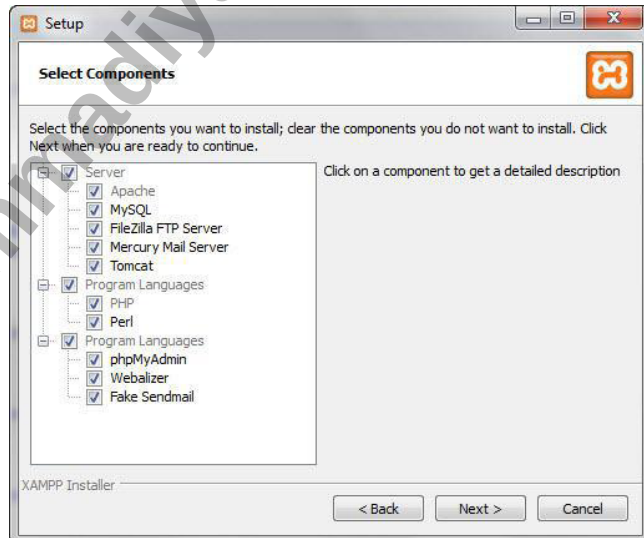 Setup
Select Components
Select the components you want to install; clear the components you do not want to install. Click
Next when you are ready to continue.
Server
Apache
MySQL
FileZilla FTP Server
Mercury Mail Server
Tomcat
Program Languages
PHP
Perl
Program Languages
phpMyAdmin
Webalizer
Fake Sendmail
Click on a component to get a detailed description
XAMPP Installer
< Back
Next >
Cancel